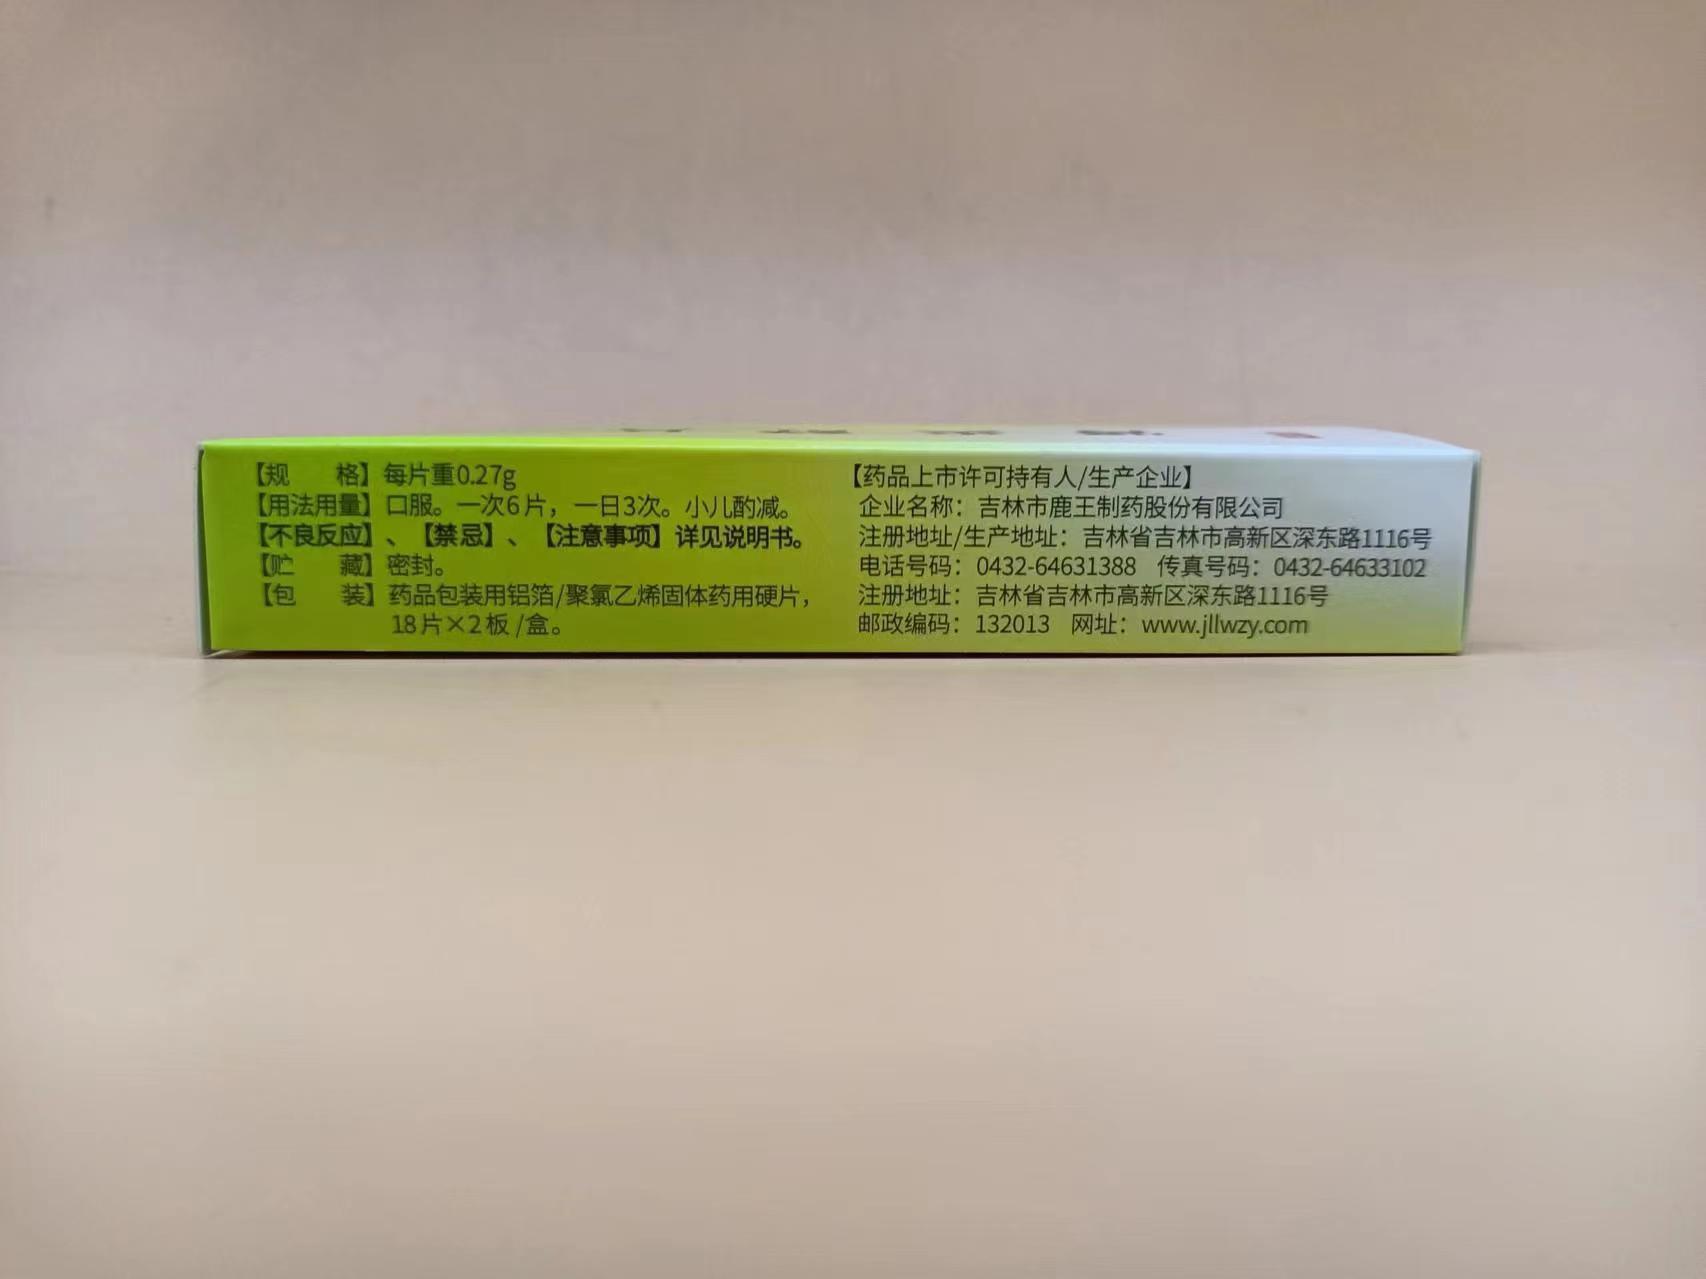 【规　　格】每片重0.27g
【用法用量】口服。一次6片，一日3次。小儿酌减。
【不良反应】、【禁忌】、【注意事项】详见说明书。
【贮　　藏】密封。
【包　　装】药品包装用铝箔/聚氯乙烯固体药用硬片，
18片×2板/盒。
【药品上市许可持有人/生产企业】
企业名称：吉林市鹿王制药股份有限公司
注册地址/生产地址：吉林省吉林市高新区深东路1116号
电话号码：0432-64631388　传真号码：0432-64633102
注册地址：吉林省吉林市高新区深东路1116号
邮政编码：132013　网址：www.jllwzy.com